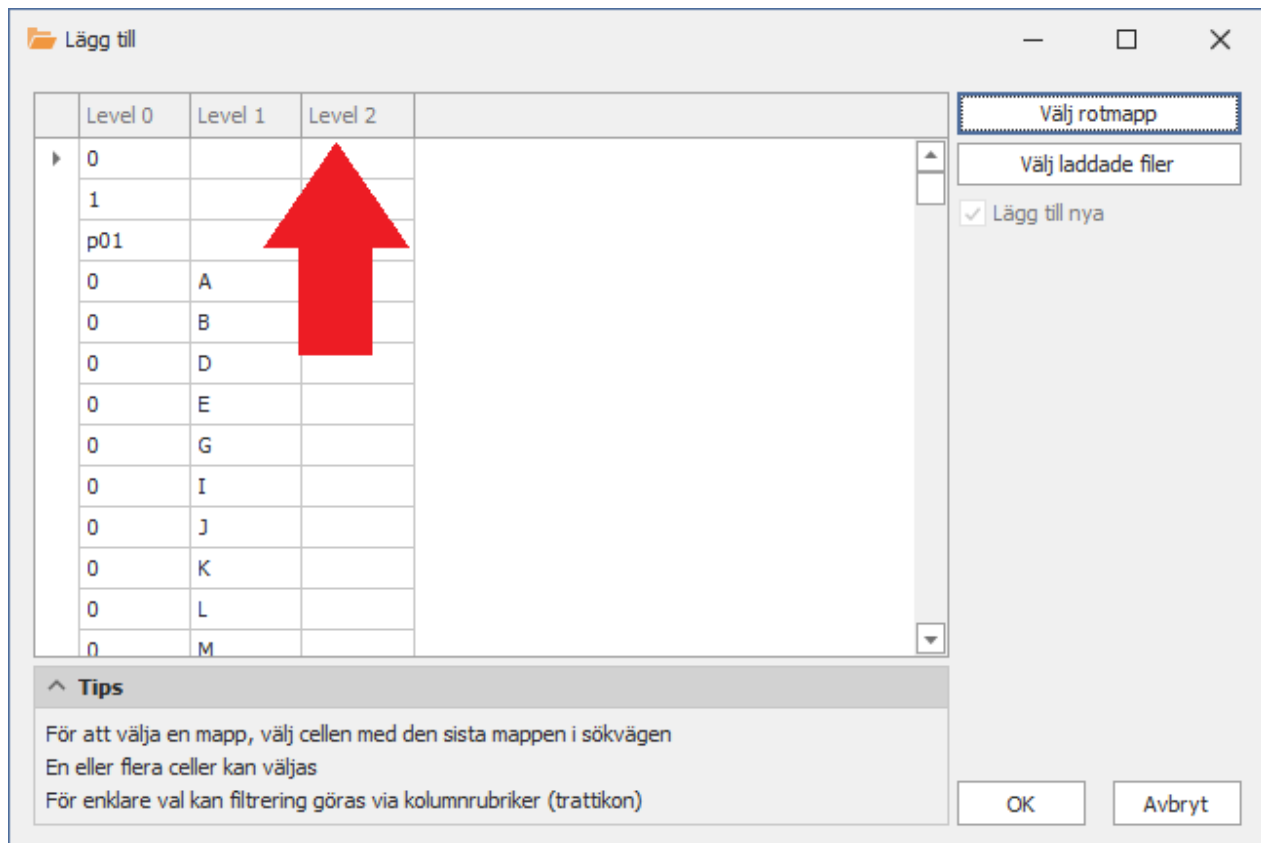 Lägg till
Level 0 Level 1 Level 2
Välj rotmapp
0
Välj laddade filer
1
Lägg till nya
p01
0 A
0 B
0 D
0 E
0 G
0 I
0 J
0 K
0 L
0 M
Tips
För att välja en mapp, välj cellen med den sista mappen i sökvägen
En eller flera celler kan väljas
För enklare val kan filtrering göras via kolumnrubriker (trattikon)
OK Avbryt